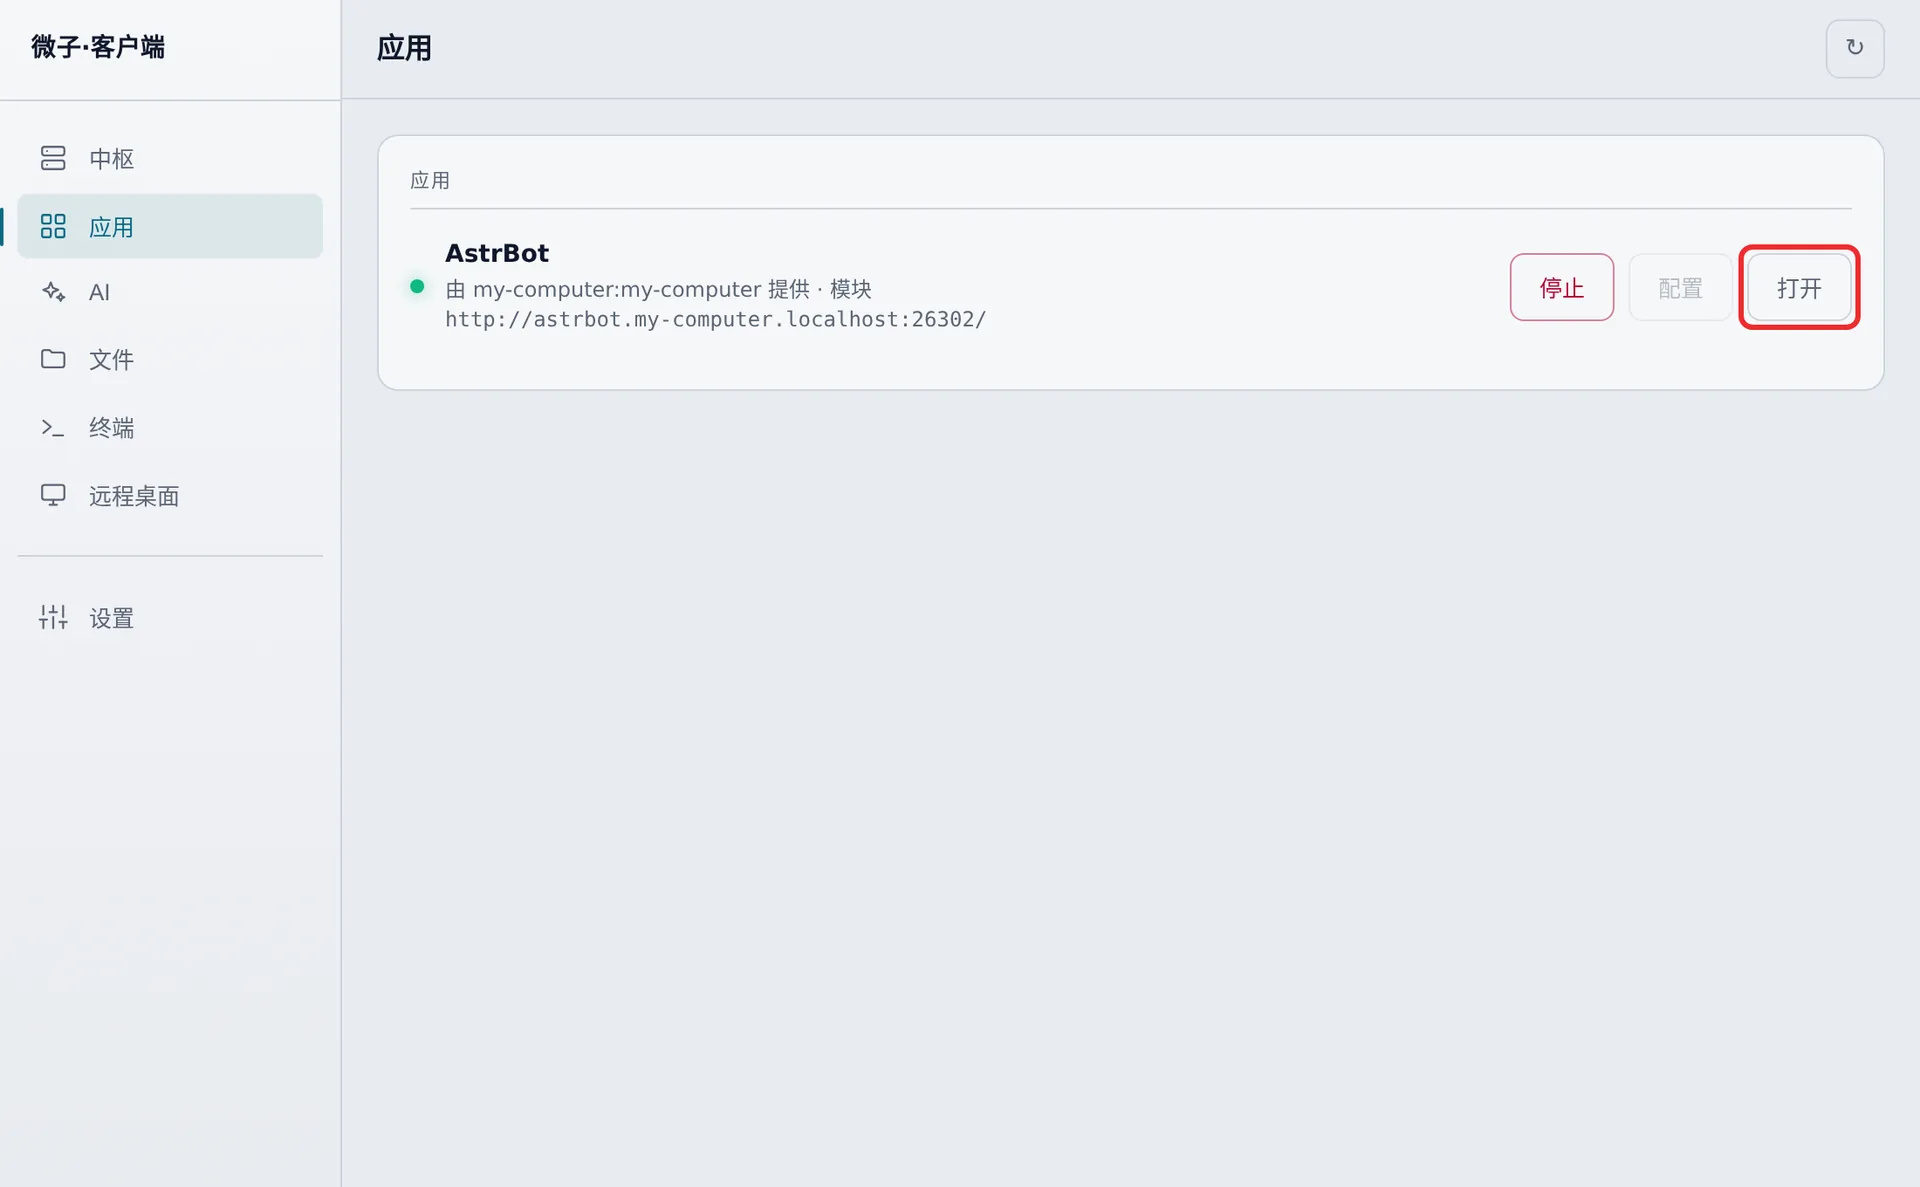 微子·客户端
应用
↻
中枢
应用
AI
文件
终端
远程桌面
设置
应用
AstrBot
由 my-computer:my-computer 提供 · 模块
http://astrbot.my-computer.localhost:26302/
停止
配置
打开